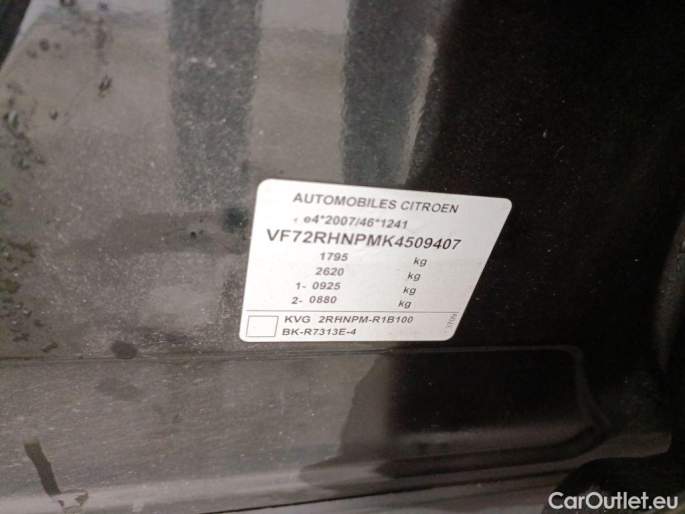 AUTOMOBILES CITROEN
e4*2007/46*1241
VF72RHNPMK4509407
1795 kg
2620 kg
1- 0925 kg
2- 0880 kg
KVG 2RHNPM-R1B100
BK-R7313E-4
CarOutlet.eu